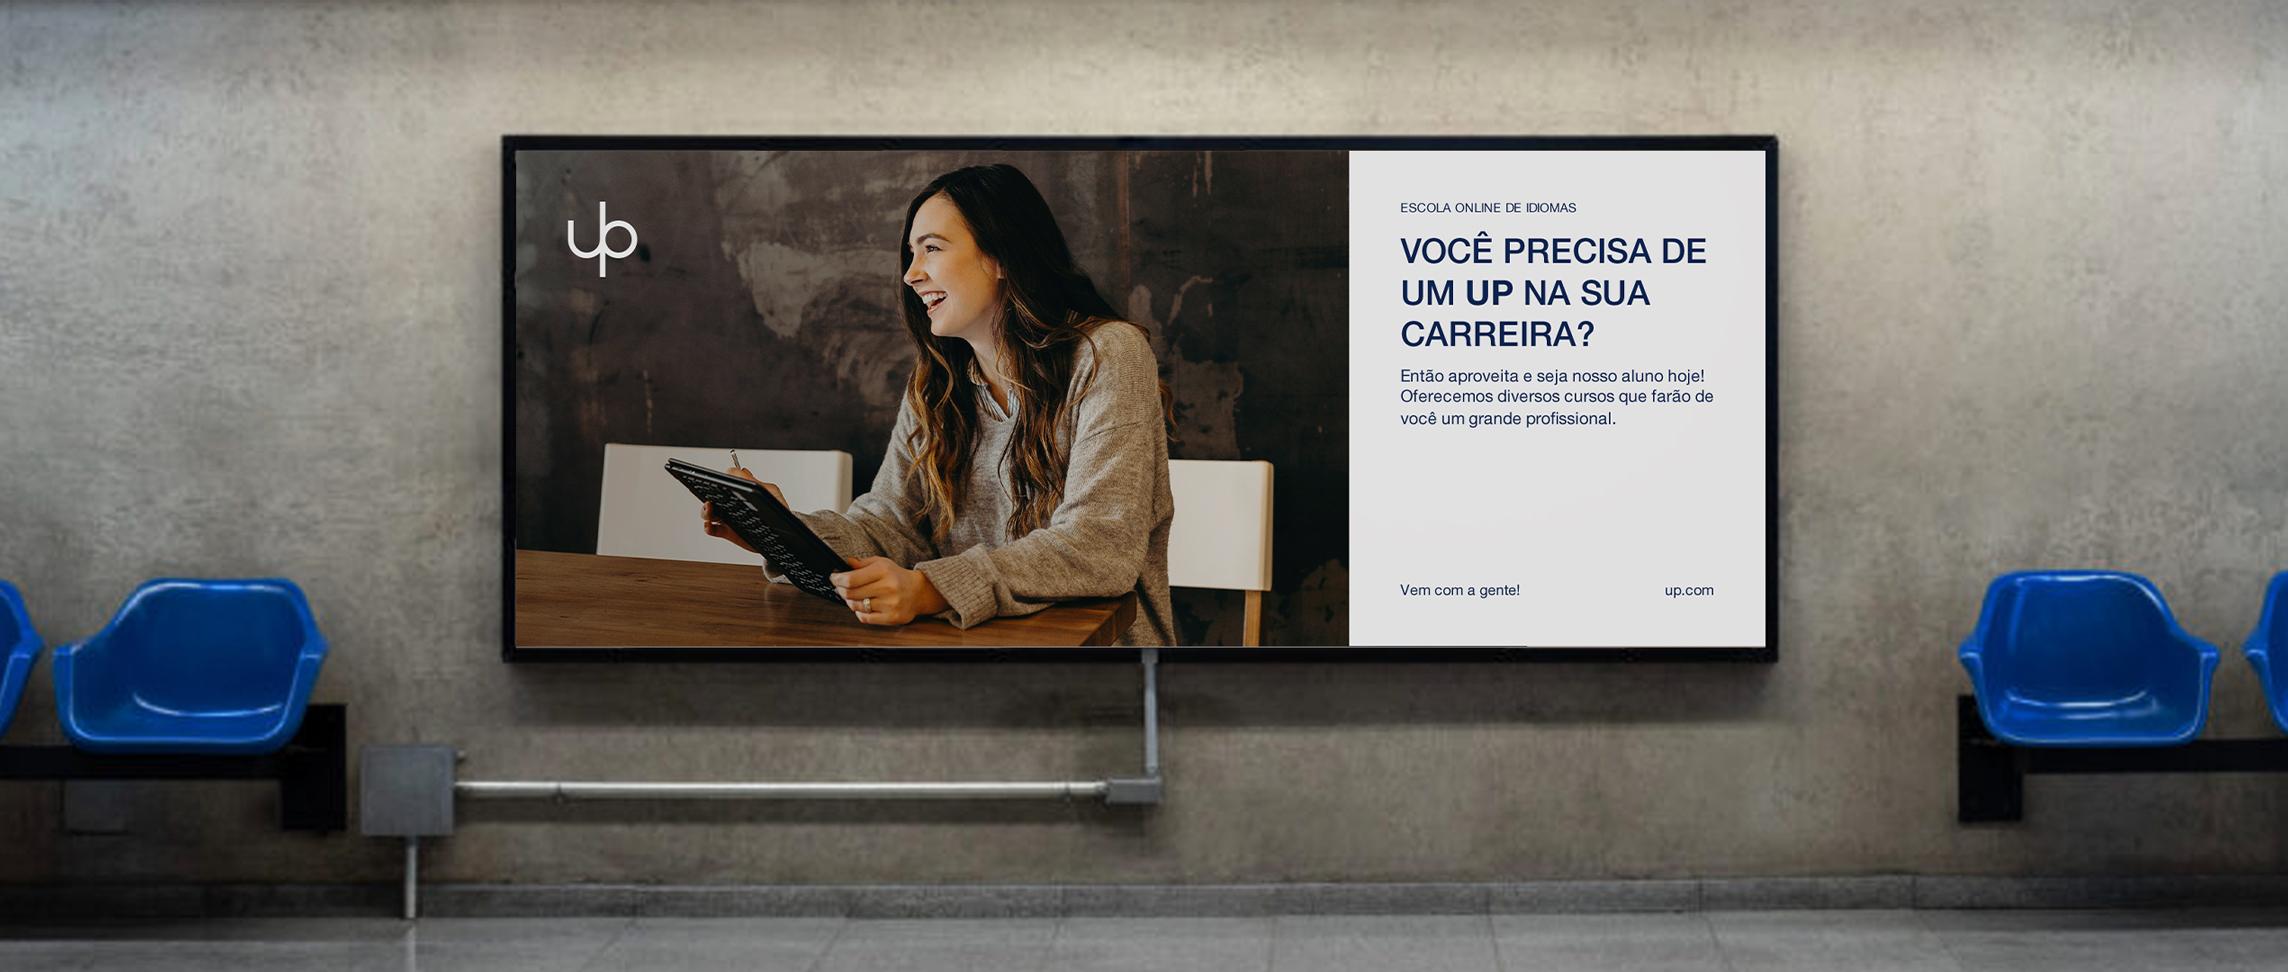 up
ESCOLA ONLINE DE IDIOMAS
VOCÊ PRECISA DE
UM UP NA SUA
CARREIRA?
Então aproveita e seja nosso aluno hoje!
Oferecemos diversos cursos que farão de
você um grande profissional.
Vem com a gente!
up.com